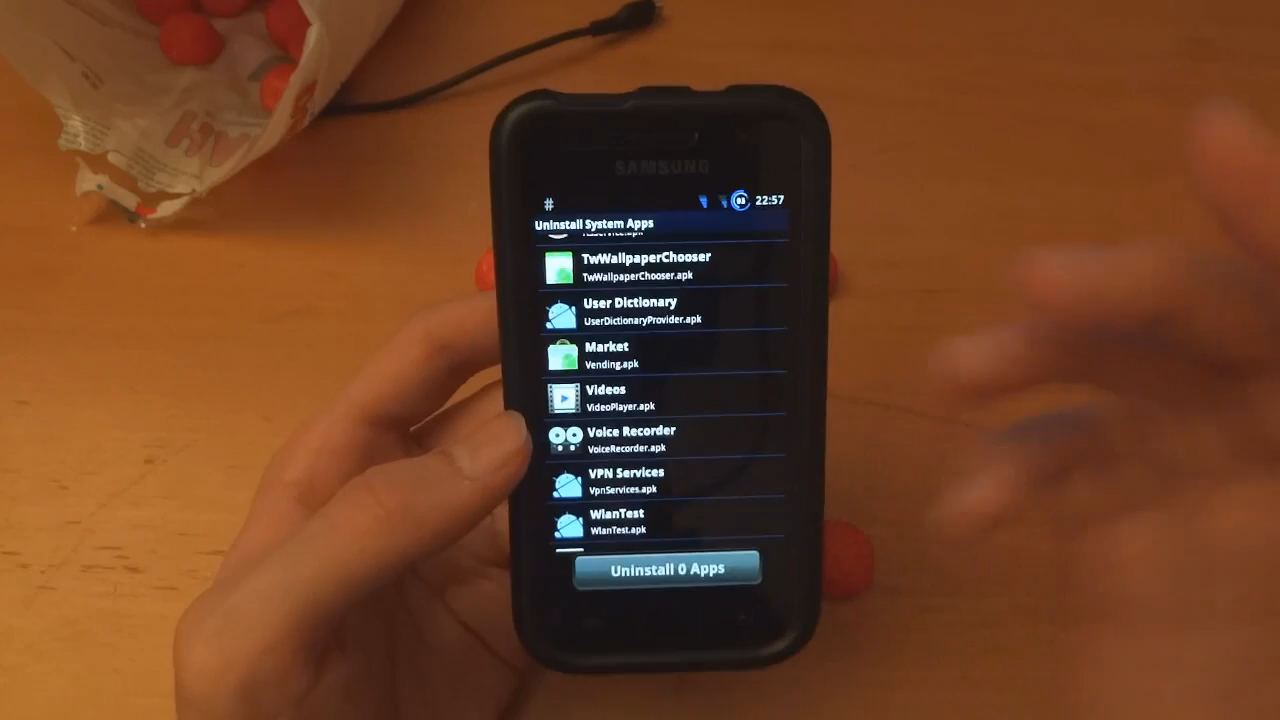 SAMSUNG
# 93 22:57
Uninstall System Apps
TwWallpaperChooser
TwWallpaperChooser.apk
User Dictionary
UserDictionaryProvider.apk
Market
Vending.apk
Videos
VideoPlayer.apk
Voice Recorder
VoiceRecorder.apk
VPN Services
VpnServices.apk
WlanTest
WlanTest.apk
Uninstall 0 Apps